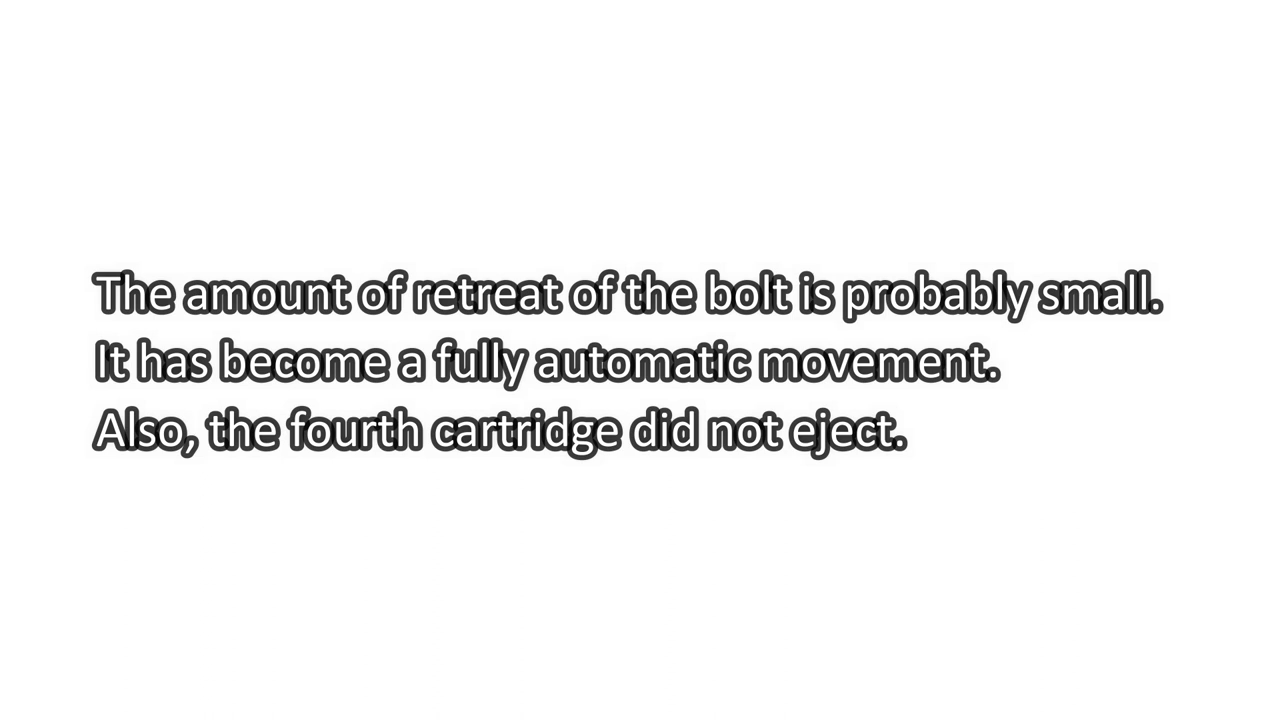 The amount of retreat of the bolt is probably small.
It has become a fully automatic movement.
Also, the fourth cartridge did not eject.